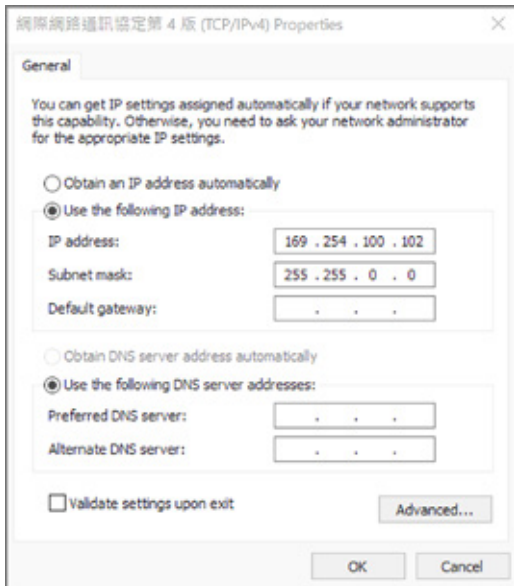 網際網路通訊協定第 4 版 (TCP/IPv4) Properties
General
You can get IP settings assigned automatically if your network supports
this capability. Otherwise, you need to ask your network administrator
for the appropriate IP settings.
Obtain an IP address automatically
Use the following IP address:
IP address: 169 . 254 . 100 . 102
Subnet mask: 255 . 255 . 0 . 0
Default gateway: . . .
Obtain DNS server address automatically
Use the following DNS server addresses:
Preferred DNS server: . . .
Alternate DNS server: . . .
Validate settings upon exit
Advanced...
OK Cancel